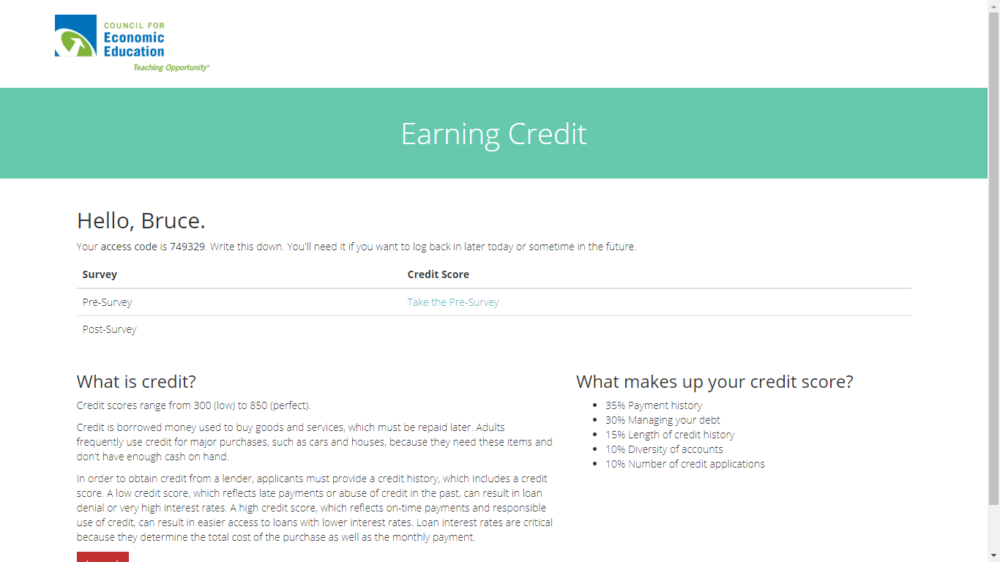 COUNCIL FOR
Economic
Education
Teaching Opportunity®
Earning Credit
Hello, Bruce.
Your access code is 749329. Write this down. You'll need it if you want to log back in later today or sometime in the future.
Survey Credit Score
Pre-Survey Take the Pre-Survey
Post-Survey
What is credit?
Credit scores range from 300 (low) to 850 (perfect).
Credit is borrowed money used to buy goods and services, which must be repaid later. Adults
frequently use credit for major purchases, such as cars and houses, because they need these items and
don't have enough cash on hand.
In order to obtain credit from a lender, applicants must provide a credit history, which includes a credit
score. A low credit score, which reflects late payments or abuse of credit in the past, can result in loan
denial or very high interest rates. A high credit score, which reflects on-time payments and responsible
use of credit, can result in easier access to loans with lower interest rates. Loan interest rates are critical
because they determine the total cost of the purchase as well as the monthly payment.
What makes up your credit score?
• 35% Payment history
• 30% Managing your debt
• 15% Length of credit history
• 10% Diversity of accounts
• 10% Number of credit applications